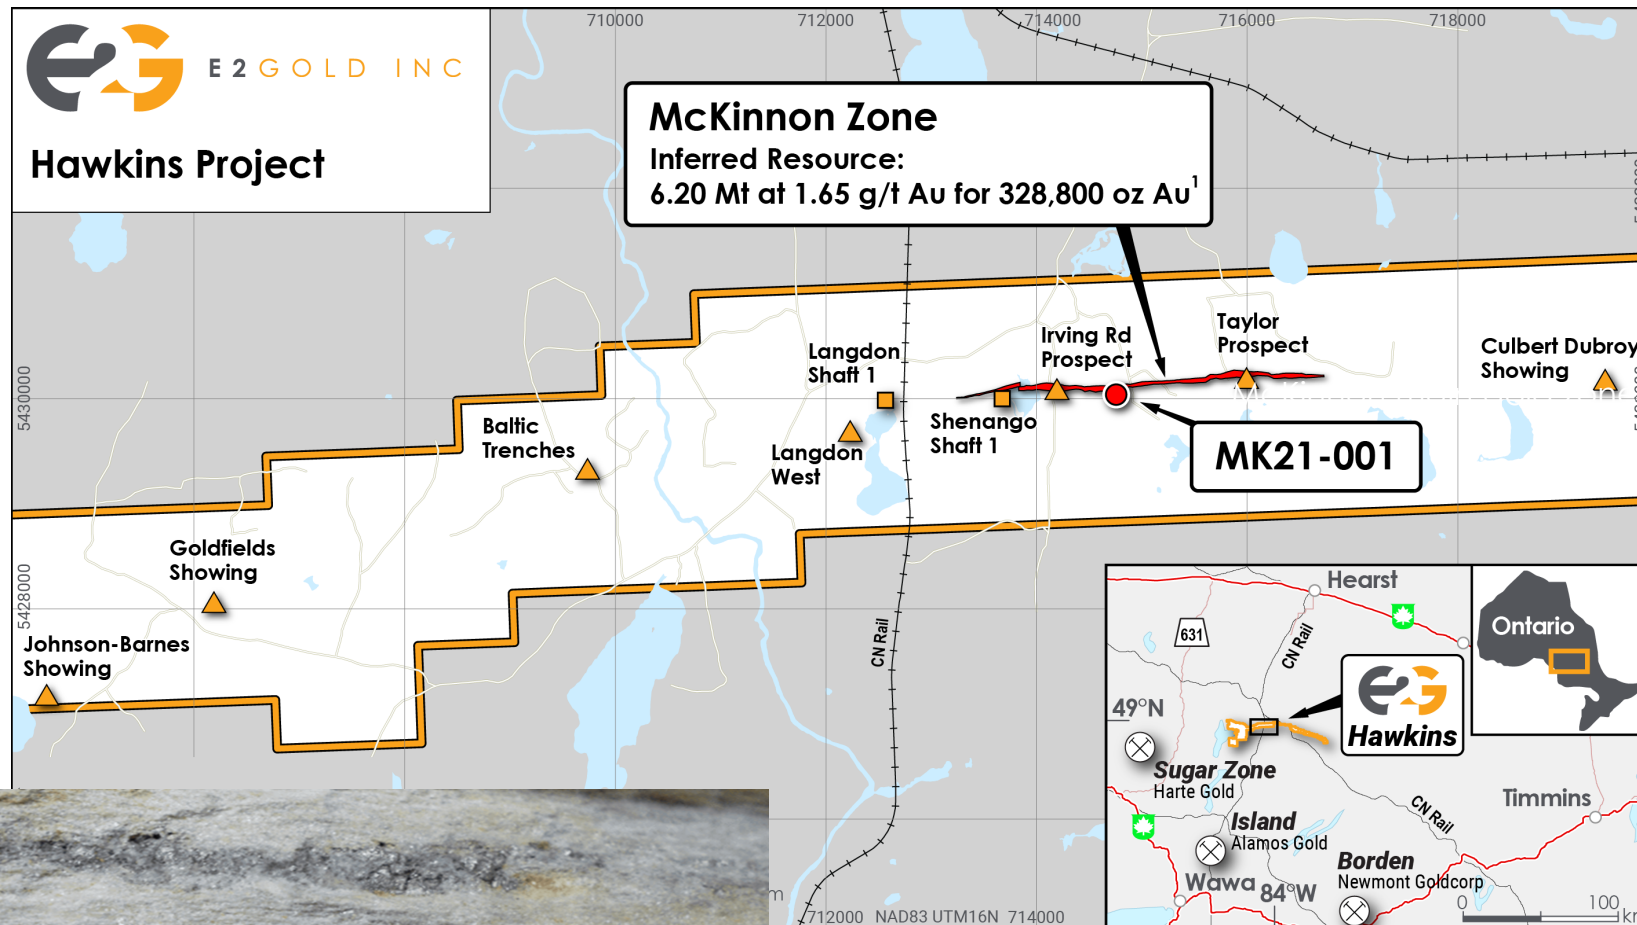 E2G
E2GOLD INC
Hawkins Project
710000
712000
714000
716000
718000
McKinnon Zone
Inferred Resource:
6.20 Mt at 1.65 g/t Au for 328,800 oz Au¹
Langdon
Shaft 1
Irving Rd
Prospect
Taylor
Prospect
Culbert Dubroy
Showing
5430000
Baltic
Trenches
Langdon
West
Shenango
Shaft 1
MK21-001
Goldfields
Showing
5428000
Johnson-Barnes
Showing
CN Rail
712000
NAD83 UTM16N
714000
Hearst
631
CN Rail
Ontario
49°N
E2G
Hawkins
Sugar Zone
Harte Gold
CN Rail
Timmins
Island
Alamos Gold
Borden
Newmont Goldcorp
Wawa
84°W
0
100
km